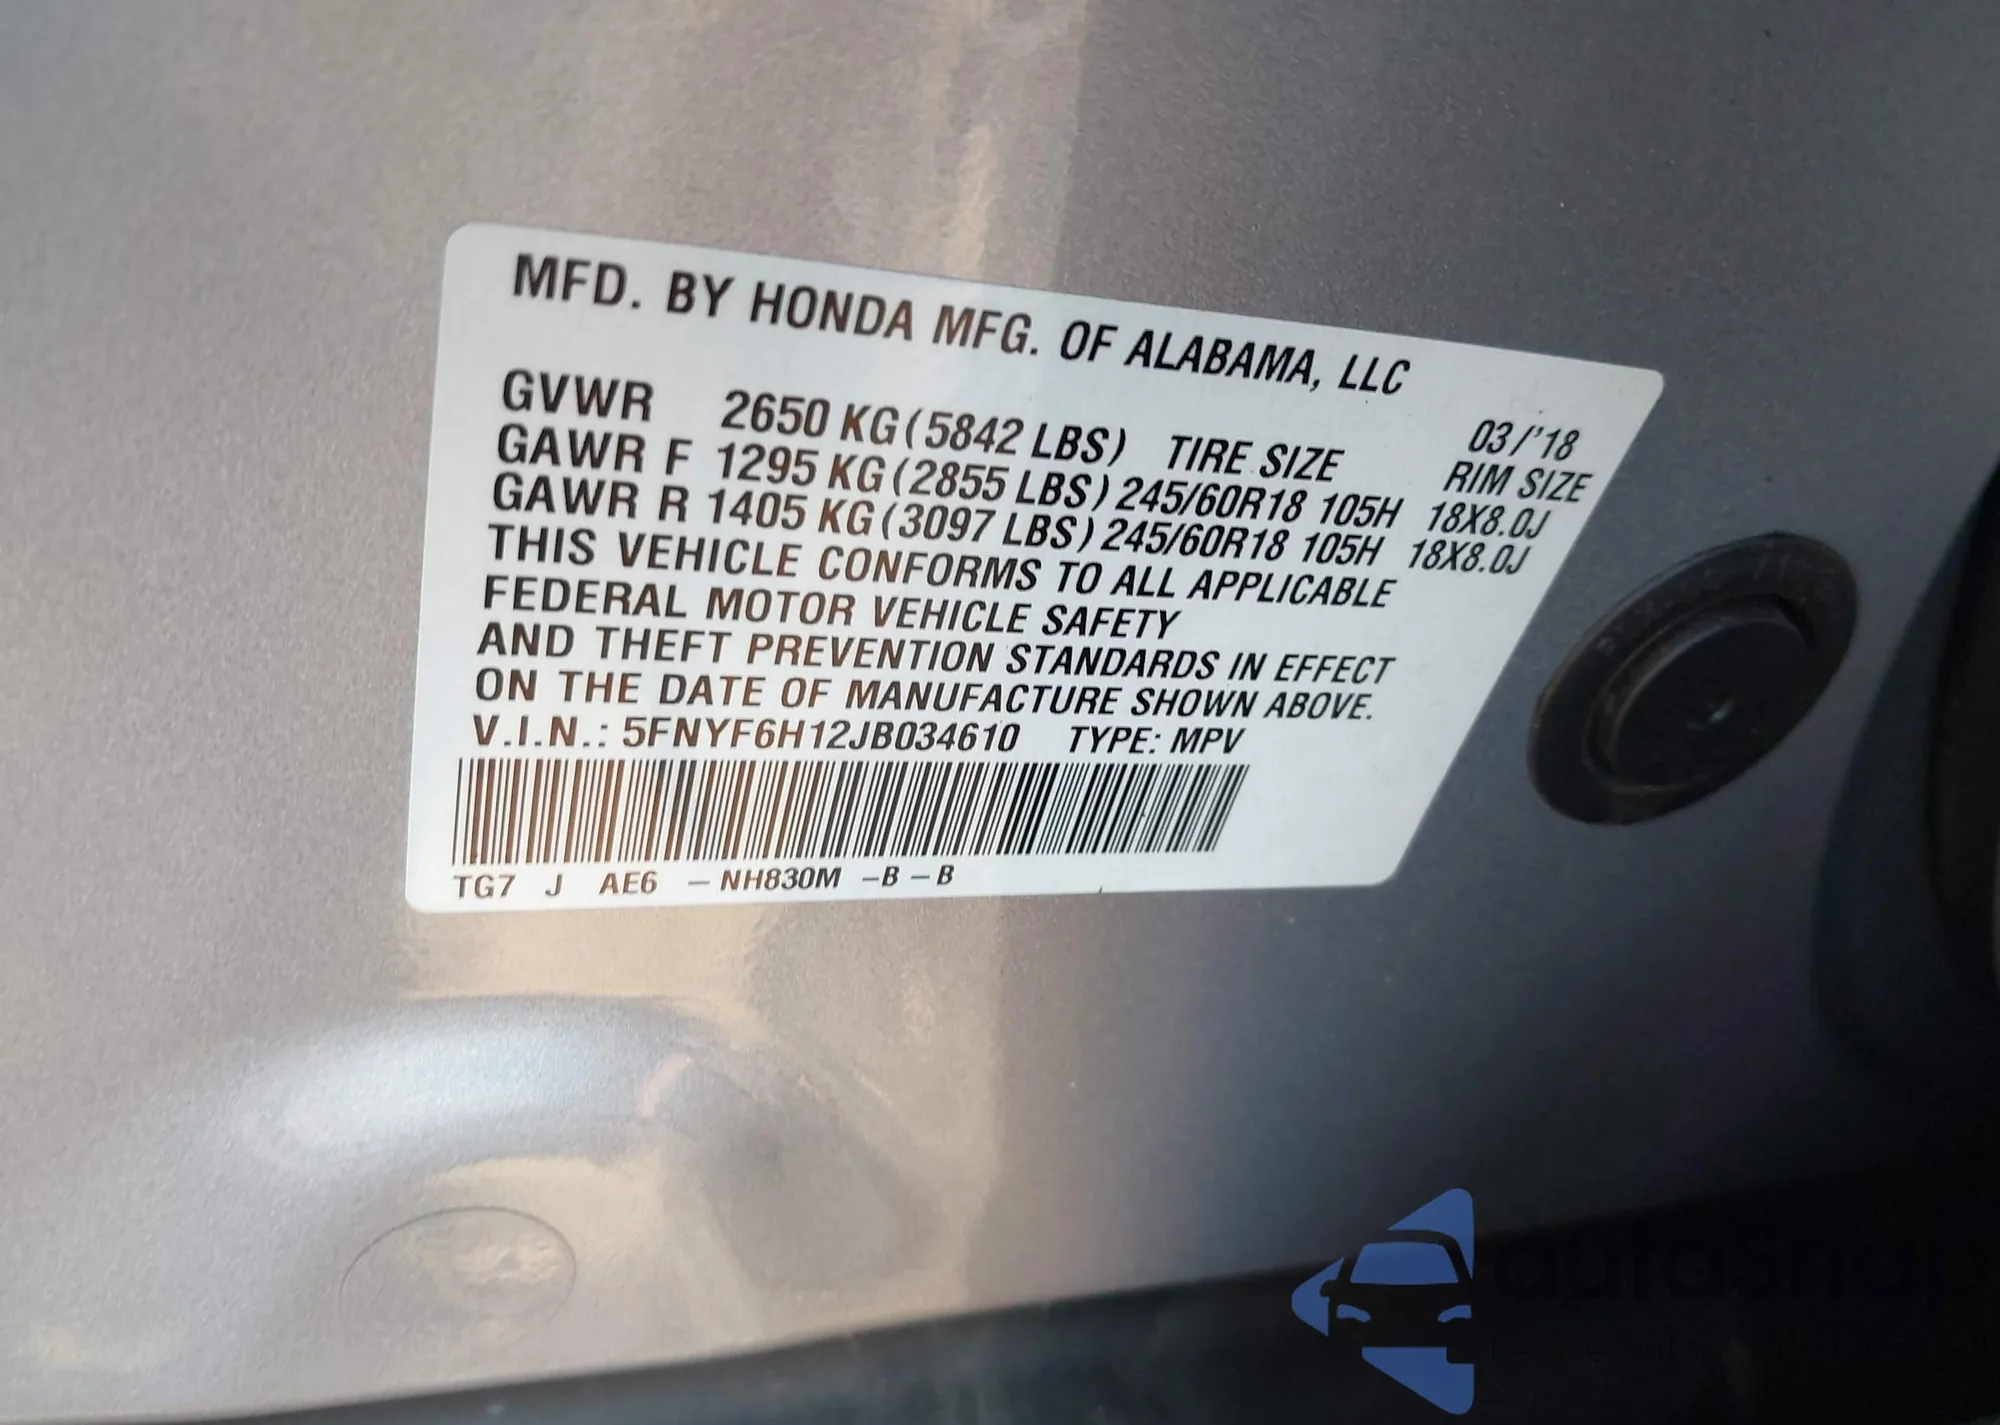 MFD. BY HONDA MFG. OF ALABAMA, LLC
03/'18
GVWR 2650 KG (5842 LBS) TIRE SIZE RIM SIZE
GAWR F 1295 KG (2855 LBS) 245/60R18 105H 18X8.0J
GAWR R 1405 KG (3097 LBS) 245/60R18 105H 18X8.0J
THIS VEHICLE CONFORMS TO ALL APPLICABLE
FEDERAL MOTOR VEHICLE SAFETY
AND THEFT PREVENTION STANDARDS IN EFFECT
ON THE DATE OF MANUFACTURE SHOWN ABOVE.
V.I.N.: 5FNYF6H12JB034610 TYPE: MPV
TG7 J AE6 – NH830M – B – B